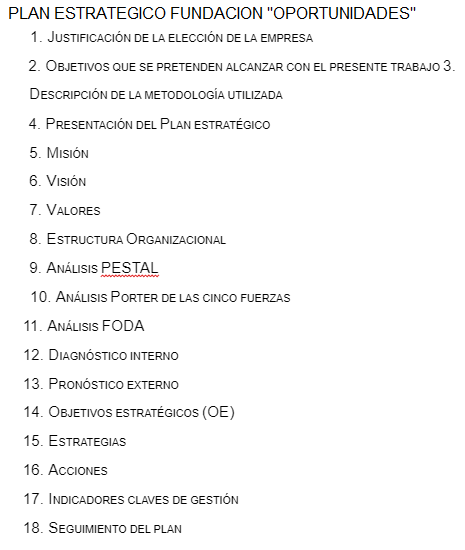 PLAN ESTRATEGICO FUNDACION "OPORTUNIDADES"
1. JUSTIFICACIÓN DE LA ELECCIÓN DE LA EMPRESA
2. OBJETIVOS QUE SE PRETENDEN ALCANZAR CON EL PRESENTE TRABAJO 3.
DESCRIPCIÓN DE LA METODOLOGÍA UTILIZADA
4. PRESENTACIÓN DEL PLAN ESTRATÉGICO
5. MISIÓN
6. VISIÓN
7. VALORES
8. ESTRUCTURA ORGANIZACIONAL
9. ANÁLISIS PESTAL
10. ANÁLISIS PORTER DE LAS CINCO FUERZAS
11. ANÁLISIS FODA
12. DIAGNÓSTICO INTERNO
13. PRONÓSTICO EXTERNO
14. OBJETIVOS ESTRATÉGICOS (OE)
15. ESTRATEGIAS
16. ACCIONES
17. INDICADORES CLAVES DE GESTIÓN
18. SEGUIMIENTO DEL PLAN